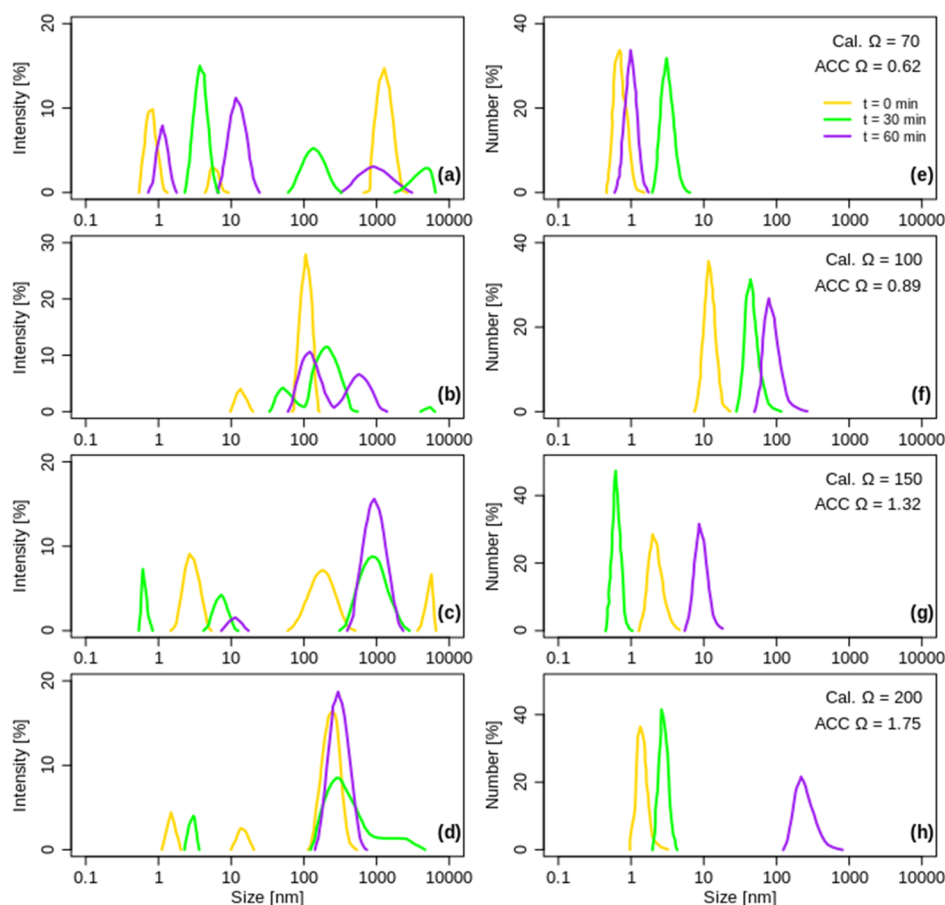 Intensity [%]
0
10
20
(a)
0.1 1 10 100 1000 10000
Number [%]
0
20
40
Cal. Ω = 70
ACC Ω = 0.62
t = 0 min
t = 30 min
t = 60 min
(e)
0.1 1 10 100 1000 10000
Intensity [%]
0
10
20
30
(b)
0.1 1 10 100 1000 10000
Number [%]
0
20
40
Cal. Ω = 100
ACC Ω = 0.89
(f)
0.1 1 10 100 1000 10000
Intensity [%]
0
10
20
(c)
0.1 1 10 100 1000 10000
Number [%]
0
20
40
Cal. Ω = 150
ACC Ω = 1.32
(g)
0.1 1 10 100 1000 10000
Intensity [%]
0
10
20
(d)
0.1 1 10 100 1000 10000
Size [nm]
Number [%]
0
20
40
Cal. Ω = 200
ACC Ω = 1.75
(h)
0.1 1 10 100 1000 10000
Size [nm]